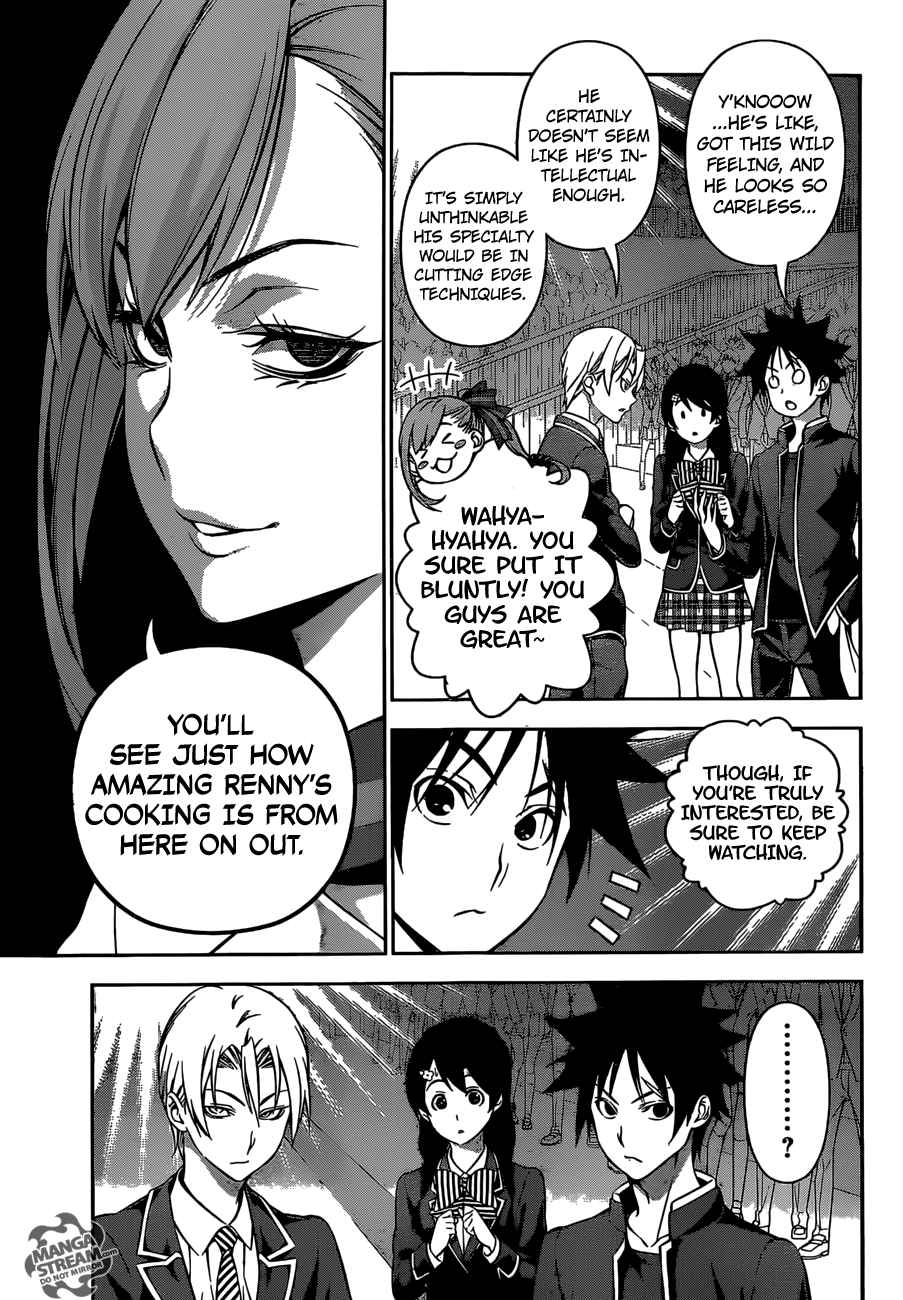 Y'KNOOOW
...HE'S LIKE,
GOT THIS WILD
FEELING, AND
HE LOOKS SO
CARELESS...
HE
CERTAINLY
DOESN'T SEEM
LIKE HE'S IN-
TELLECTUAL
ENOUGH.
IT'S SIMPLY
UNTHINKABLE
HIS SPECIALTY
WOULD BE IN
CUTTING EDGE
TECHNIQUES.
WAHYA-
HYAHYA. YOU
SURE PUT IT
BLUNTLY! YOU
GUYS ARE
GREAT~
THOUGH, IF
YOU'RE TRULY
INTERESTED, BE
SURE TO KEEP
WATCHING.
YOU'LL
SEE JUST HOW
AMAZING RENNY'S
COOKING IS FROM
HERE ON OUT.
...........?
MANGA
STREAM.COM
DO NOT MIRROR